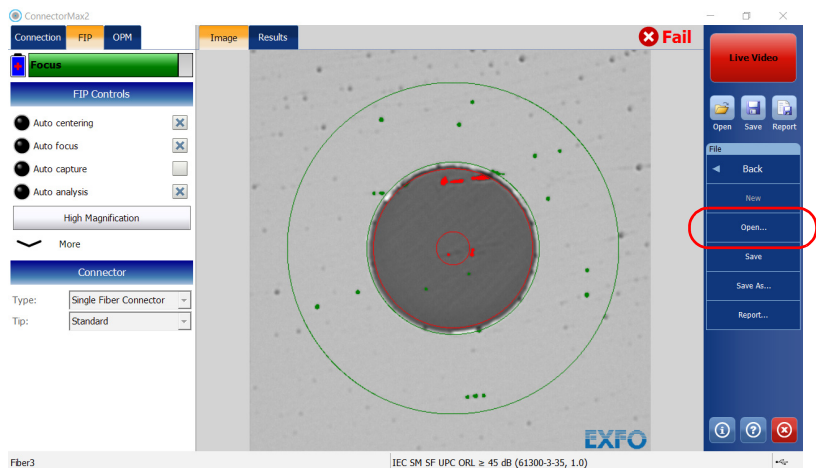 ConnectorMax2
Connection FIP OPM
Image Results
Fail
Focus
Live Video
FIP Controls
Open Save Report
Auto centering
Auto focus
Auto capture
Auto analysis
File
Back
New
Open...
Save
Save As...
Report...
High Magnification
More
Connector
Type: Single Fiber Connector
Tip: Standard
EXFO
Fiber3
IEC SM SF UPC ORL ≥ 45 dB (61300-3-35, 1.0)